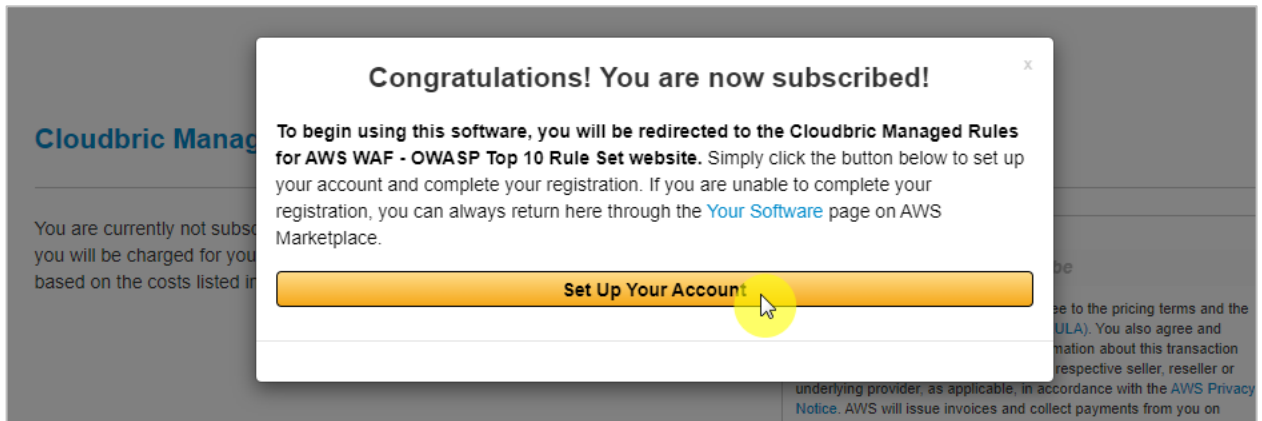 Congratulations! You are now subscribed!
x
To begin using this software, you will be redirected to the Cloudbric Managed Rules
for AWS WAF - OWASP Top 10 Rule Set website. Simply click the button below to set up
your account and complete your registration. If you are unable to complete your
registration, you can always return here through the Your Software page on AWS
Marketplace.
Set Up Your Account
Cloudbric Manag
You are currently not subsc
you will be charged for you
based on the costs listed in
be
ee to the pricing terms and the
ULA). You also agree and
mation about this transaction
respective seller, reseller or
underlying provider, as applicable, in accordance with the AWS Privacy
Notice. AWS will issue invoices and collect payments from you on